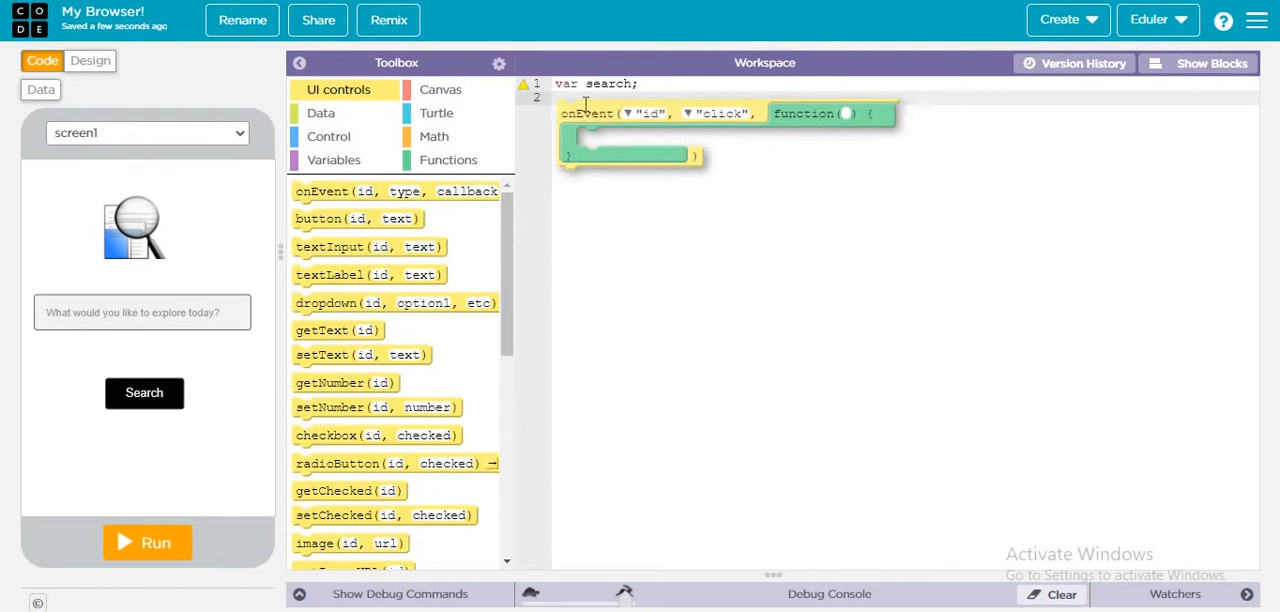 C O
D E
My Browser!
Saved a few seconds ago
Rename
Share
Remix
Create
Eduler
?
Code
Design
Data
Toolbox
Workspace
Version History
Show Blocks
screen1
What would you like to explore today?
Search
Run
©
UI controls
Canvas
Data
Turtle
Control
Math
Variables
Functions
onEvent(id, type, callback
button(id, text)
textInput(id, text)
textLabel(id, text)
dropdown(id, option1, etc)
getText(id)
setText(id, text)
getNumber(id)
setNumber(id, number)
checkbox(id, checked)
radioButton(id, checked)
getChecked(id)
setChecked(id, checked)
image(id, url)
1 var search;
2
onEvent(▼"id", ▼"click", function( ) {
} )
Activate Windows
Go to Settings to activate Windows.
Show Debug Commands
Debug Console
Clear
Watchers